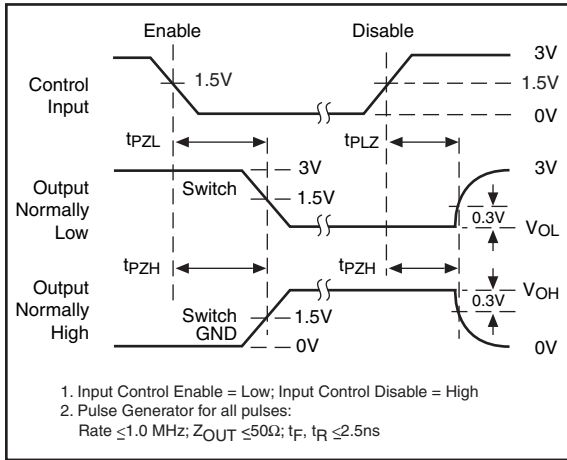 Enable Disable
3V
1.5V 1.5V
Control
Input
0V
tPZL tPLZ
3V 3V
Output
Normally
Low
Switch
1.5V
0.3V
VOL
tPZH tPZH
Output
Normally
High
VOH
0.3V
Switch
GND
1.5V
0V 0V
1. Input Control Enable = Low; Input Control Disable = High
2. Pulse Generator for all pulses:
Rate ≤1.0 MHz; ZOUT ≤50Ω; tF, tR ≤2.5ns